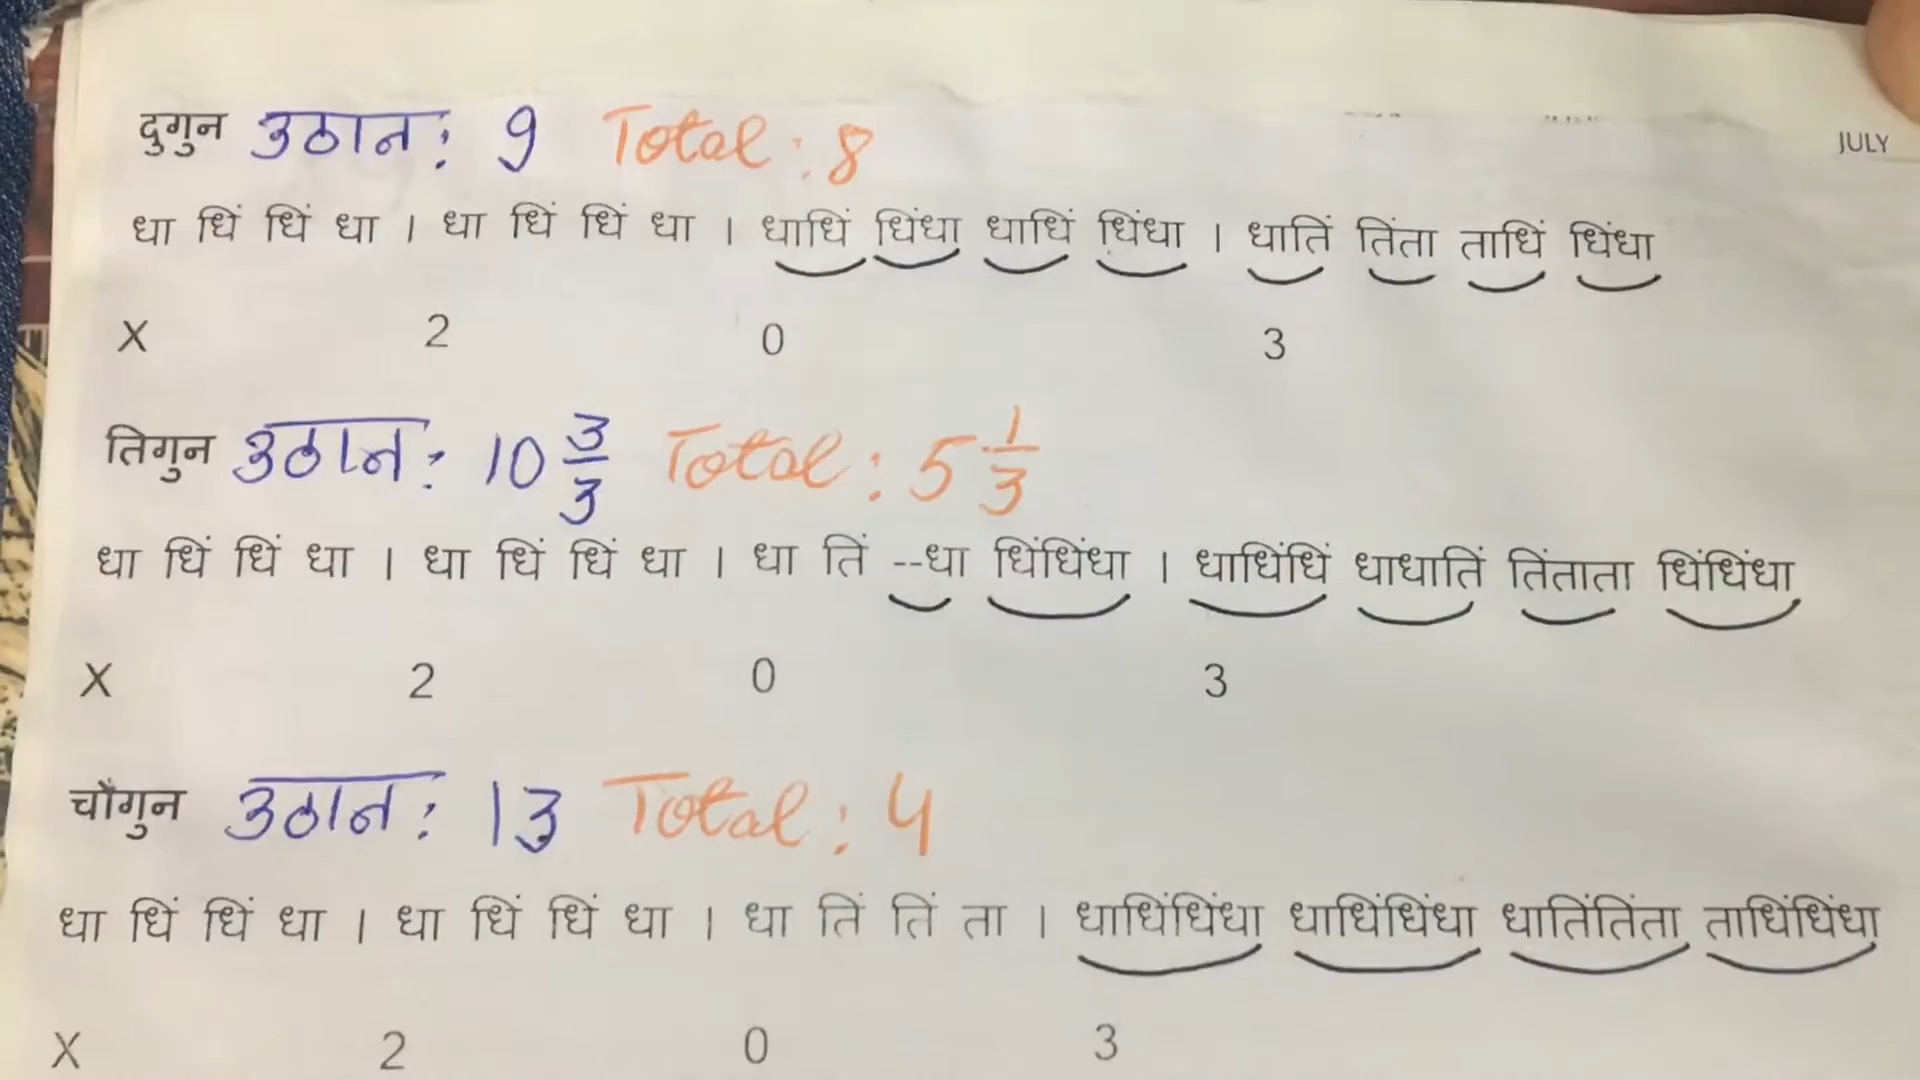 JULY
दुगुन उठान: 9 Total: 8
धा धिं धिं धा । धा धिं धिं धा । धाधिं धिंधा धाधिं धिंधा । धातिं तिंता ताधिं धिंधा
X 2 0 3
तिगुन उठान: 10 3/3 Total: 5 1/3
धा धिं धिं धा । धा धिं धिं धा । धा तिं --धा धिंधिंधा । धाधिंधिं धाधातिं तिंताता धिंधिंधा
X 2 0 3
चौगुन उठान: 13 Total: 4
धा धिं धिं धा । धा धिं धिं धा । धा तिं तिं ता । धाधिंधिंधा धाधिंधिंधा धातिंतिंता ताधिंधिंधा
X 2 0 3